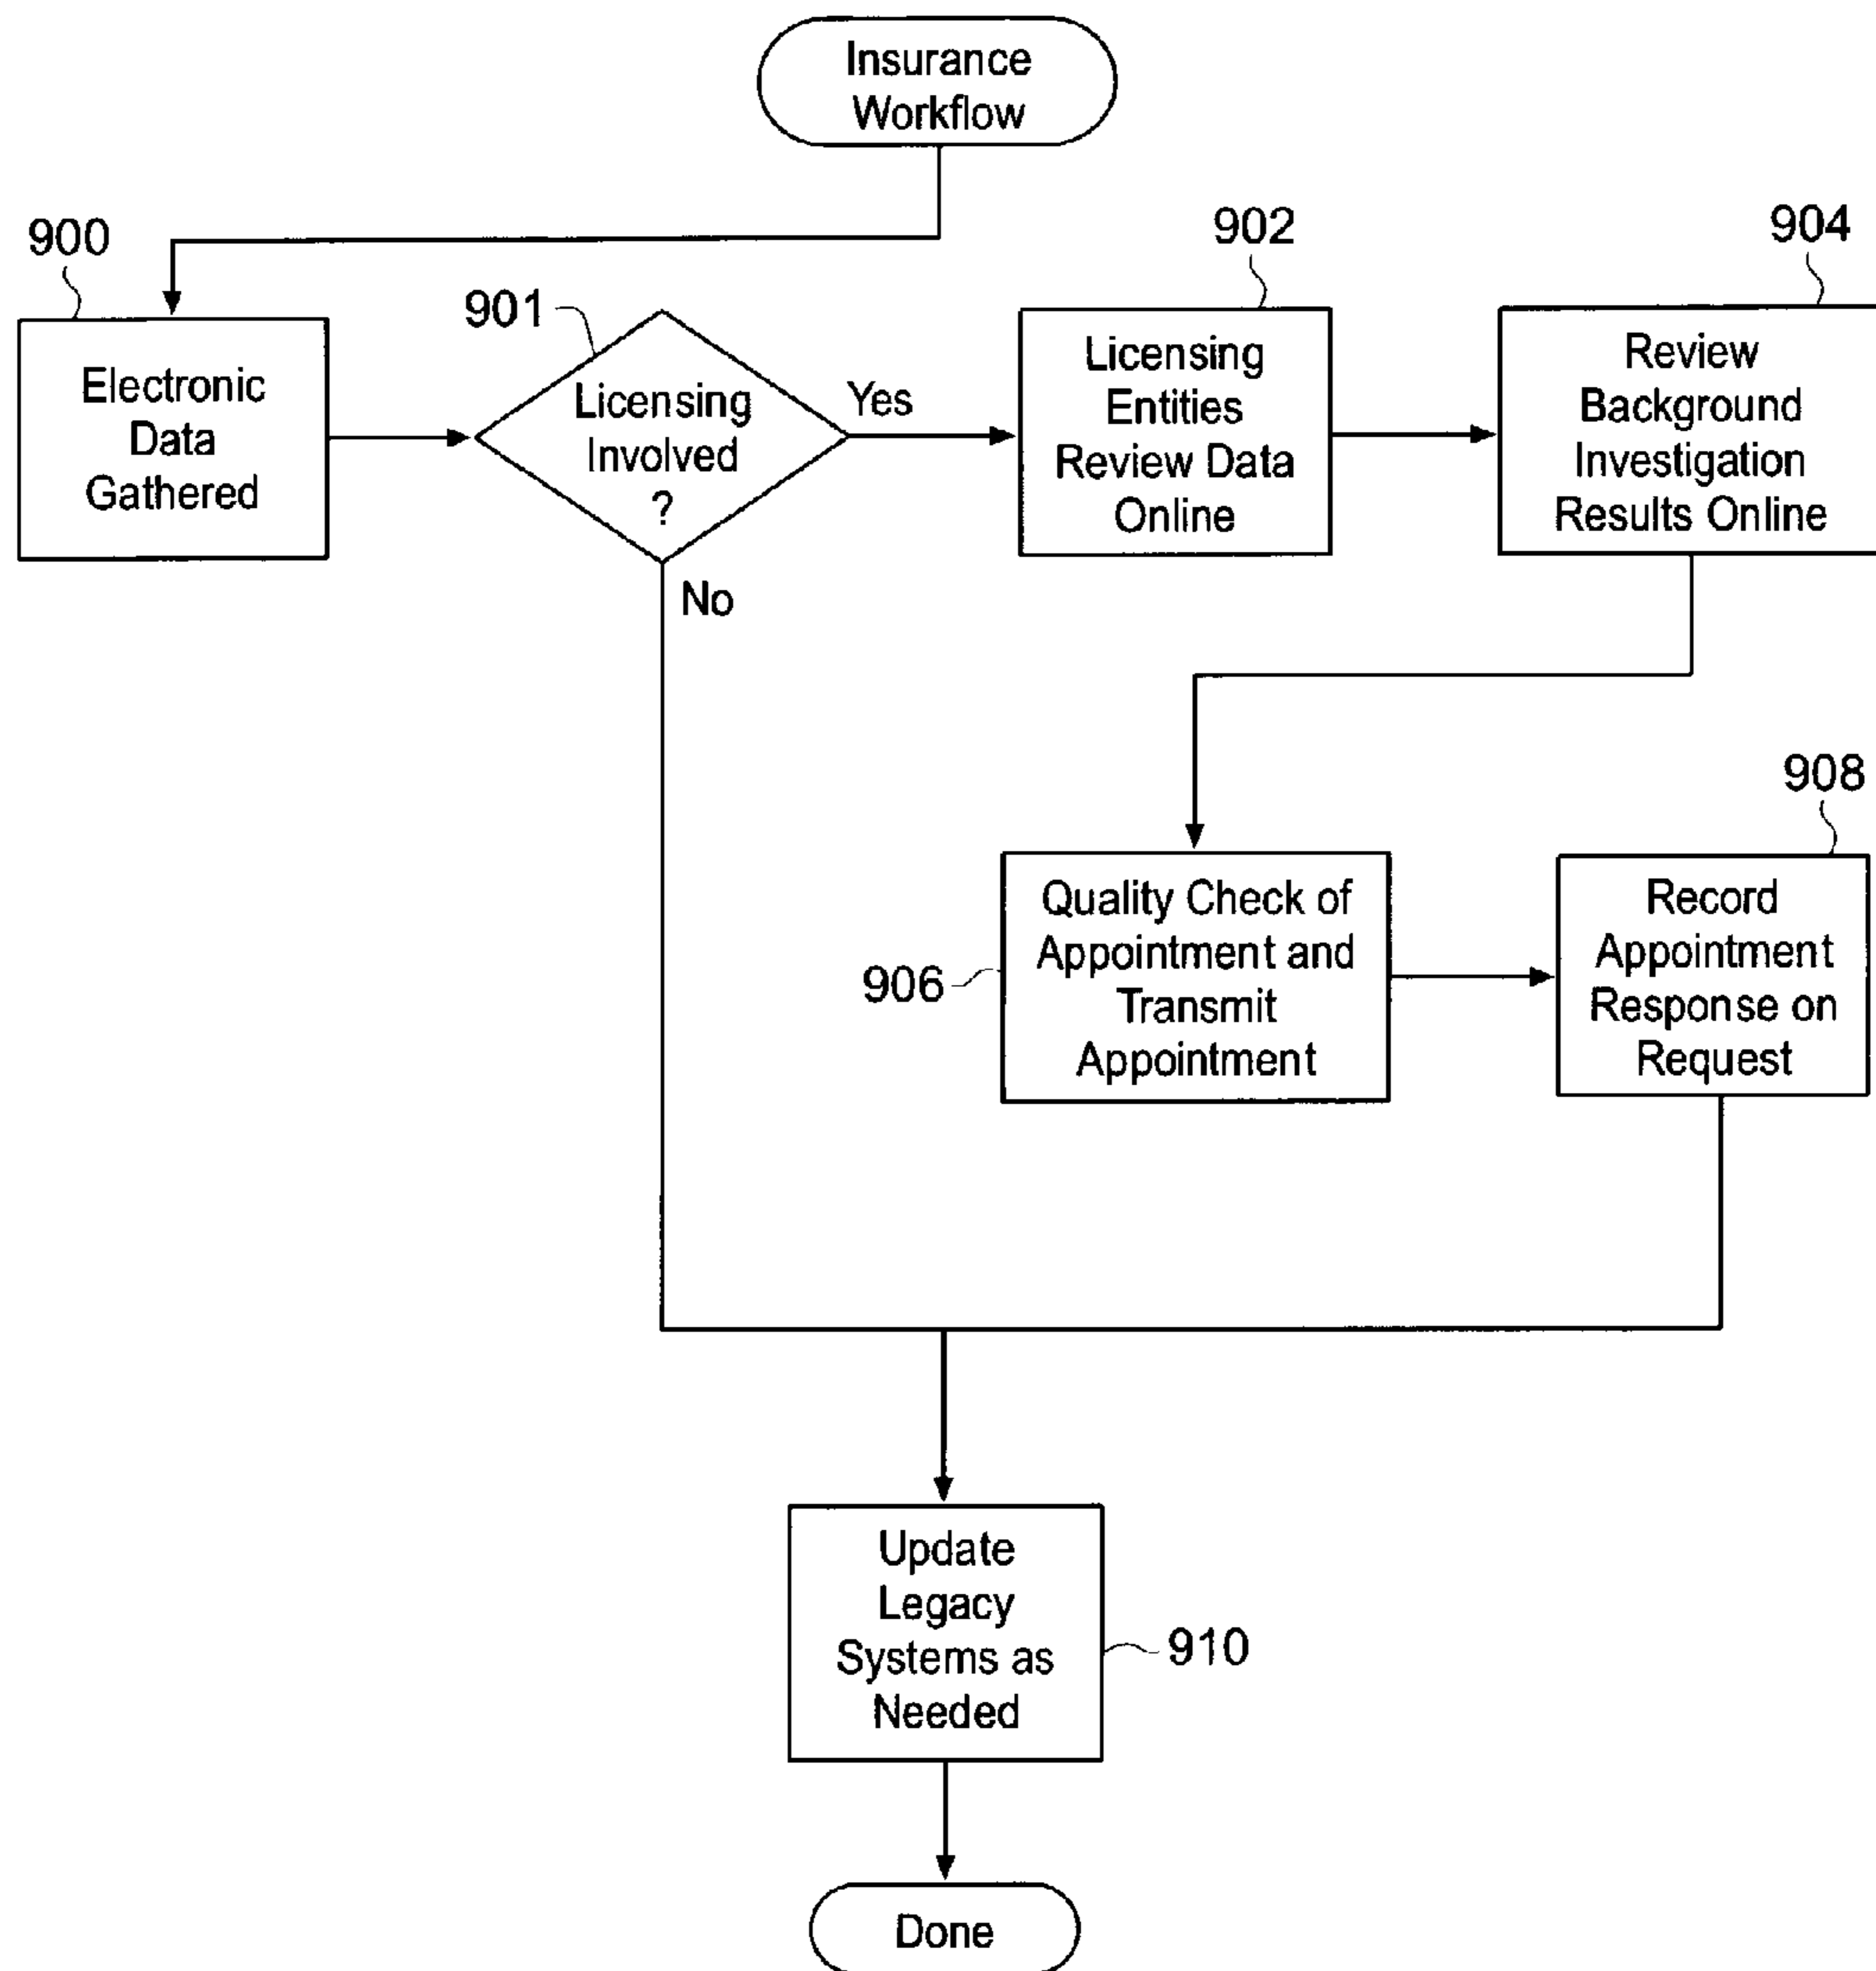 Insurance
Workflow
900
Electronic
Data
Gathered
901
Licensing
Involved
?
Yes
No
902
Licensing
Entities
Review Data
Online
904
Review
Background
Investigation
Results Online
906
Quality Check of
Appointment and
Transmit
Appointment
908
Record
Appointment
Response on
Request
Update
Legacy
Systems as
Needed
910
Done